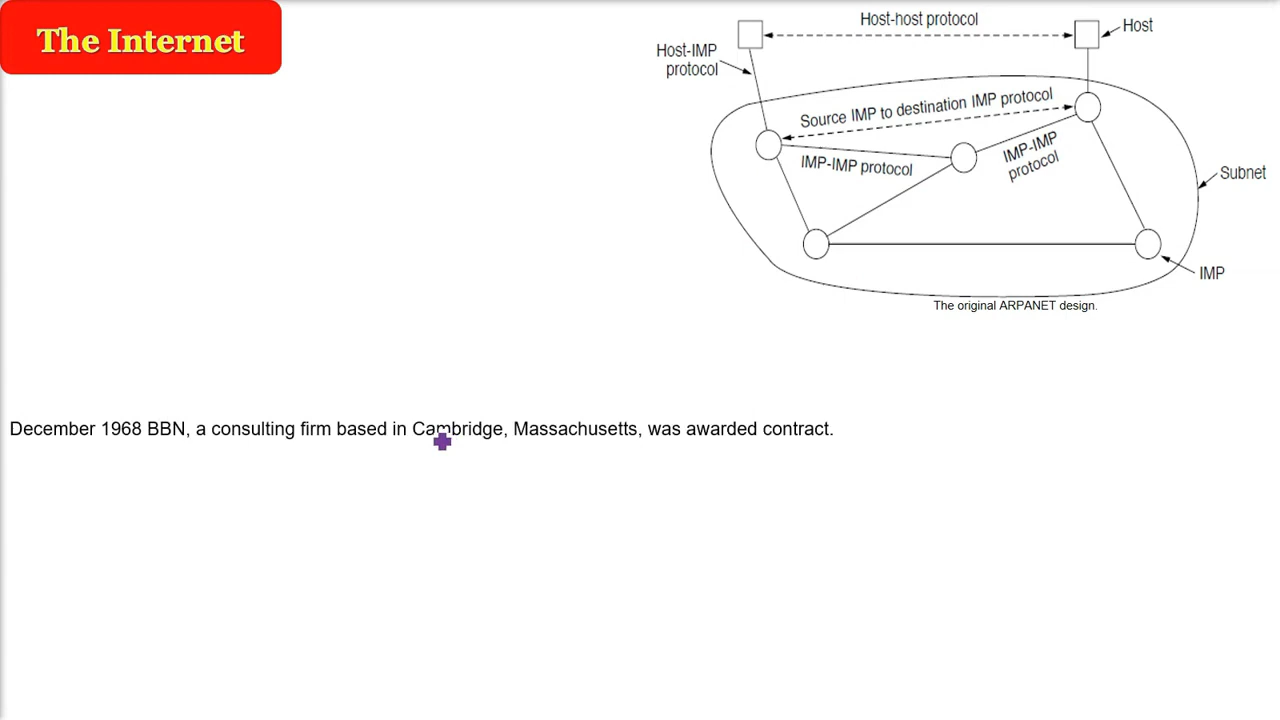 The Internet
Host-host protocol
Host
Host-IMP
protocol
Source IMP to destination IMP protocol
IMP-IMP protocol
IMP-IMP
protocol
Subnet
IMP
The original ARPANET design.
December 1968 BBN, a consulting firm based in Cambridge, Massachusetts, was awarded contract.